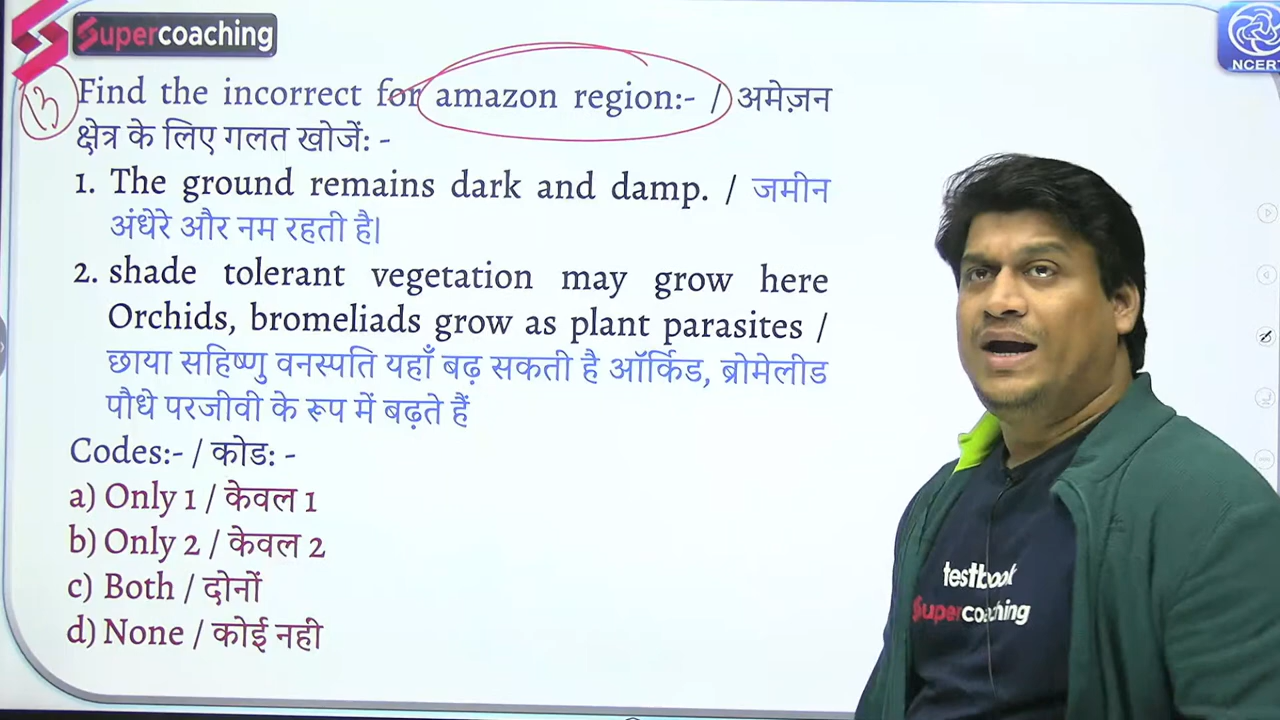 Supercoaching
NCERT
13
Find the incorrect for amazon region:- / अमेज़न
क्षेत्र के लिए गलत खोजें: -
1. The ground remains dark and damp. / जमीन
अंधेरे और नम रहती है।
2. shade tolerant vegetation may grow here
Orchids, bromeliads grow as plant parasites /
छाया सहिष्णु वनस्पति यहाँ बढ़ सकती है ऑर्किड, ब्रोमेलीड
पौधे परजीवी के रूप में बढ़ते हैं
Codes:- / कोड: -
a) Only 1 / केवल 1
b) Only 2 / केवल 2
c) Both / दोनों
d) None / कोई नही
testbook
Supercoaching